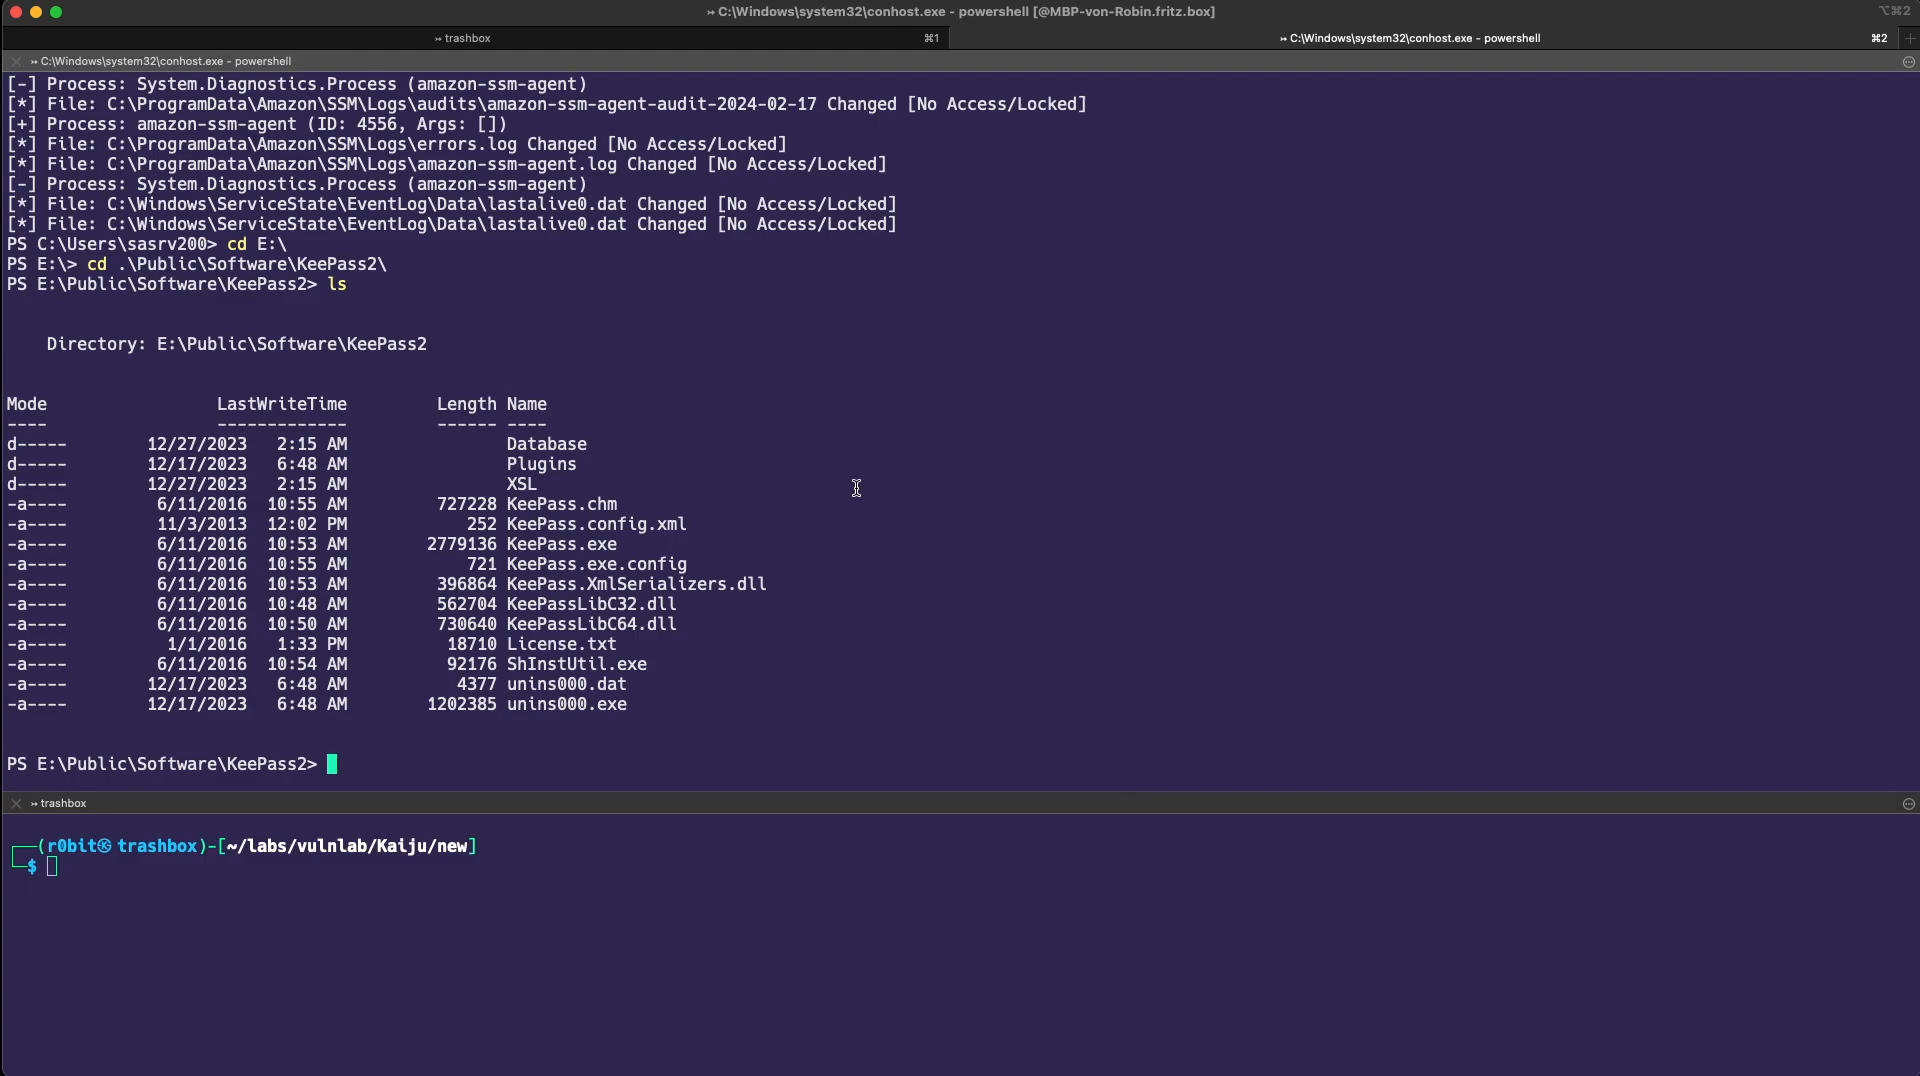 ↣ C:\Windows\system32\conhost.exe - powershell [@MBP-von-Robin.fritz.box]
⌥⌘2
↣ trashbox ⌘1
↣ C:\Windows\system32\conhost.exe - powershell ⌘2
↣ C:\Windows\system32\conhost.exe - powershell
[-] Process: System.Diagnostics.Process (amazon-ssm-agent)
[*] File: C:\ProgramData\Amazon\SSM\Logs\audits\amazon-ssm-agent-audit-2024-02-17 Changed [No Access/Locked]
[+] Process: amazon-ssm-agent (ID: 4556, Args: [])
[*] File: C:\ProgramData\Amazon\SSM\Logs\errors.log Changed [No Access/Locked]
[*] File: C:\ProgramData\Amazon\SSM\Logs\amazon-ssm-agent.log Changed [No Access/Locked]
[-] Process: System.Diagnostics.Process (amazon-ssm-agent)
[*] File: C:\Windows\ServiceState\EventLog\Data\lastalive0.dat Changed [No Access/Locked]
[*] File: C:\Windows\ServiceState\EventLog\Data\lastalive0.dat Changed [No Access/Locked]
PS C:\Users\sasrv200> cd E:\
PS E:\> cd .\Public\Software\KeePass2\
PS E:\Public\Software\KeePass2> ls
Directory: E:\Public\Software\KeePass2
Mode LastWriteTime Length Name
---- ------------- ------ ----
d----- 12/27/2023 2:15 AM Database
d----- 12/17/2023 6:48 AM Plugins
d----- 12/27/2023 2:15 AM XSL
-a---- 6/11/2016 10:55 AM 727228 KeePass.chm
-a---- 11/3/2013 12:02 PM 252 KeePass.config.xml
-a---- 6/11/2016 10:53 AM 2779136 KeePass.exe
-a---- 6/11/2016 10:55 AM 721 KeePass.exe.config
-a---- 6/11/2016 10:53 AM 396864 KeePass.XmlSerializers.dll
-a---- 6/11/2016 10:48 AM 562704 KeePassLibC32.dll
-a---- 6/11/2016 10:50 AM 730640 KeePassLibC64.dll
-a---- 1/1/2016 1:33 PM 18710 License.txt
-a---- 6/11/2016 10:54 AM 92176 ShInstUtil.exe
-a---- 12/17/2023 6:48 AM 4377 unins000.dat
-a---- 12/17/2023 6:48 AM 1202385 unins000.exe
PS E:\Public\Software\KeePass2>
↣ trashbox
┌──(r0bit㉿trashbox)-[~/labs/vulnlab/Kaiju/new]
└─$